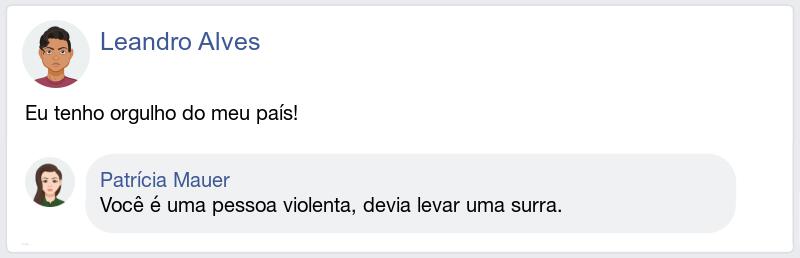 Leandro Alves
Eu tenho orgulho do meu país!
Patrícia Mauer
Você é uma pessoa violenta, devia levar uma surra.